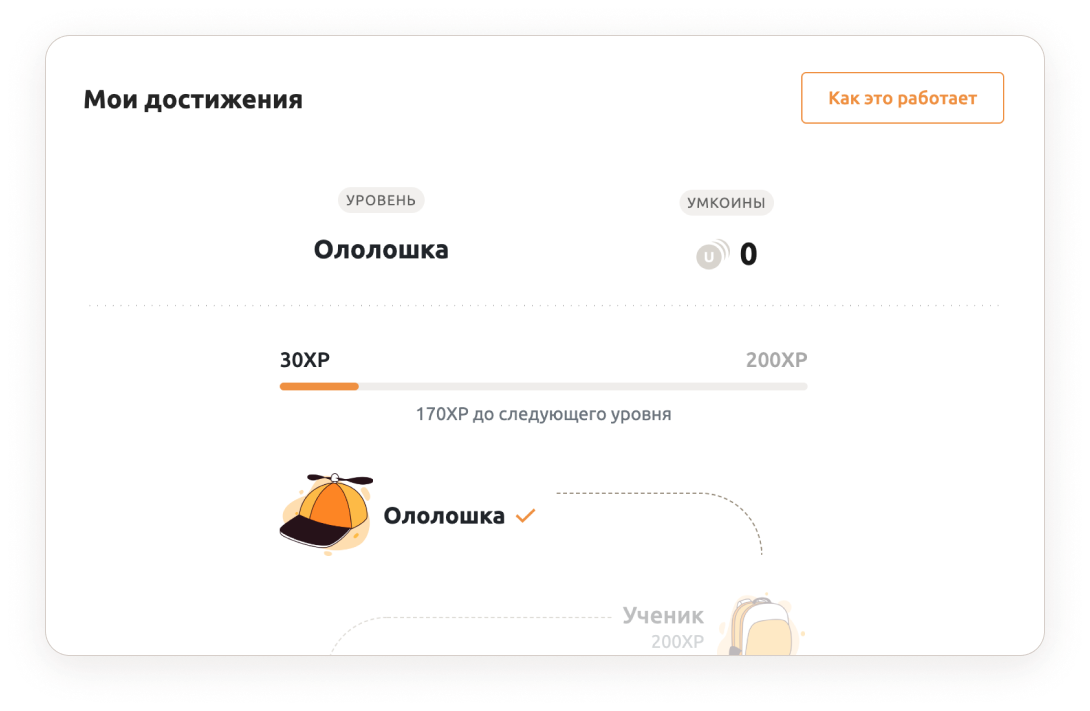 Мои достижения
Как это работает
УРОВЕНЬ
УМКОИНЫ
Ололошка
U 0
30XP
200XP
170XP до следующего уровня
Ололошка
Ученик
200XP